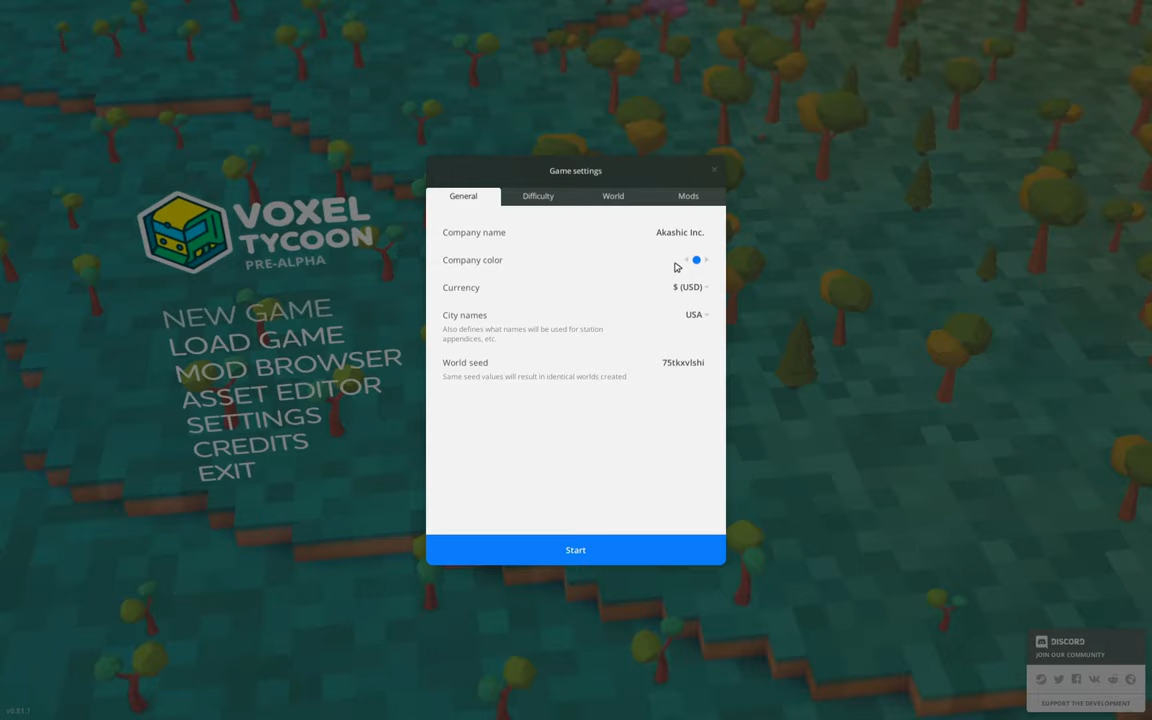 Game settings
General
Difficulty
World
Mods
Company name
Akashic Inc.
Company color
Currency
$ (USD)
City names
USA
Also defines what names will be used for station
appendices, etc.
World seed
75tkxvlshi
Same seed values will result in identical worlds created
Start
VOXEL
TYCOON
PRE-ALPHA
NEW GAME
LOAD GAME
MOD BROWSER
ASSET EDITOR
SETTINGS
CREDITS
EXIT
DISCORD
JOIN OUR COMMUNITY
SUPPORT THE DEVELOPMENT
v0.81.1